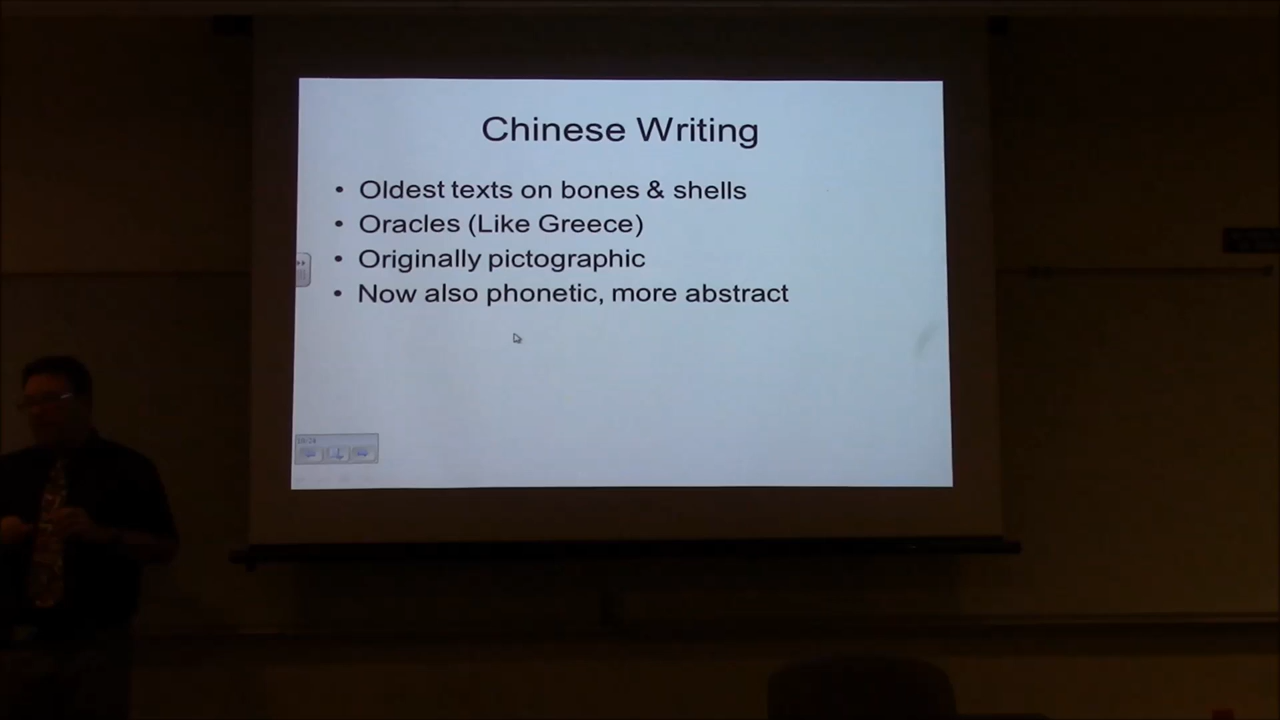 Chinese Writing
• Oldest texts on bones & shells
• Oracles (Like Greece)
• Originally pictographic
• Now also phonetic, more abstract